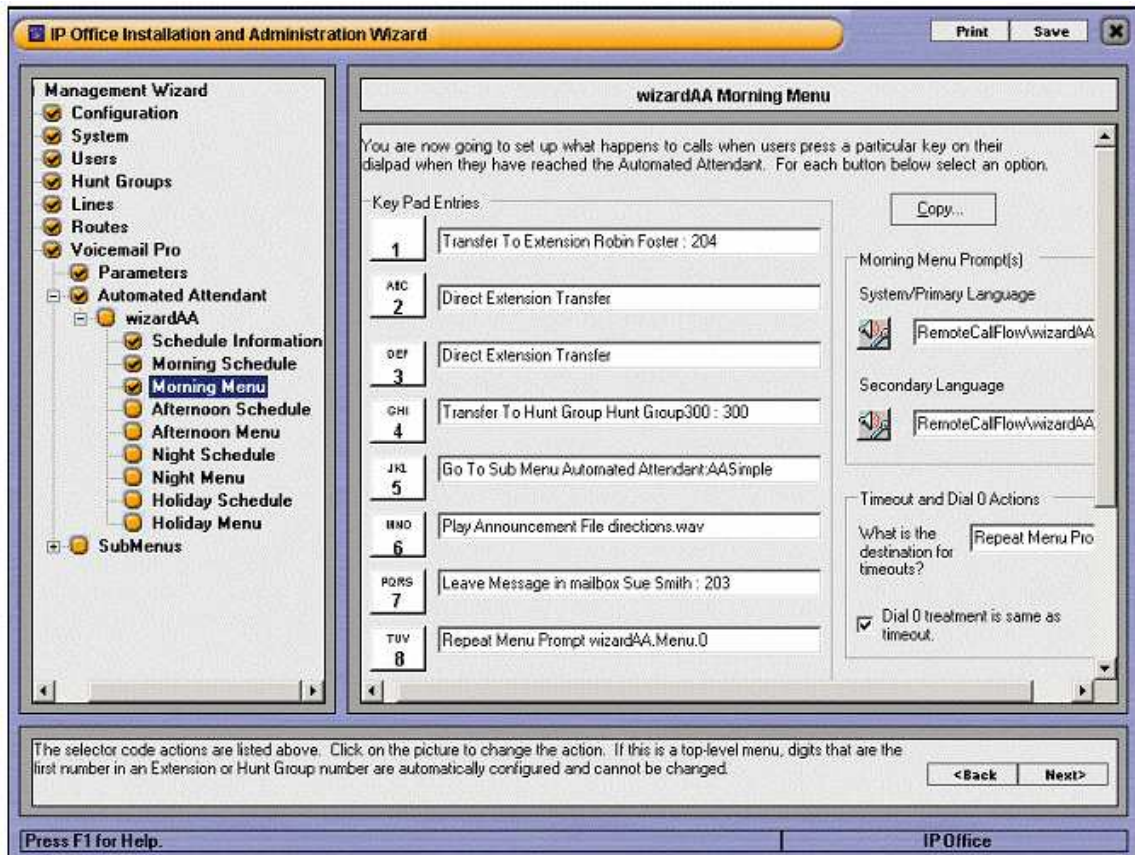 IP Office Installation and Administration Wizard
Print
Save
Management Wizard
Configuration
System
Users
Hunt Groups
Lines
Routes
Voicemail Pro
Parameters
Automated Attendant
wizardAA
Schedule Information
Morning Schedule
Morning Menu
Afternoon Schedule
Afternoon Menu
Night Schedule
Night Menu
Holiday Schedule
Holiday Menu
SubMenus
wizardAA Morning Menu
You are now going to set up what happens to calls when users press a particular key on their
dialpad when they have reached the Automated Attendant. For each button below select an option.
Key Pad Entries
1
Transfer To Extension Robin Foster : 204
ABC
2
Direct Extension Transfer
DEF
3
Direct Extension Transfer
GHI
4
Transfer To Hunt Group Hunt Group300 : 300
JKL
5
Go To Sub Menu Automated Attendant:AASimple
MNO
6
Play Announcement File directions.wav
PQRS
7
Leave Message in mailbox Sue Smith : 203
TUV
8
Repeat Menu Prompt wizardAA.Menu.0
Copy...
Morning Menu Prompt(s)
System/Primary Language
RemoteCallFlow\wizardAA
Secondary Language
RemoteCallFlow\wizardAA
Timeout and Dial 0 Actions
What is the
destination for
timeouts?
Repeat Menu Pro
Dial 0 treatment is same as
timeout.
The selector code actions are listed above. Click on the picture to change the action. If this is a top-level menu, digits that are the
first number in an Extension or Hunt Group number are automatically configured and cannot be changed.
<Back
Next>
Press F1 for Help.
IP Office